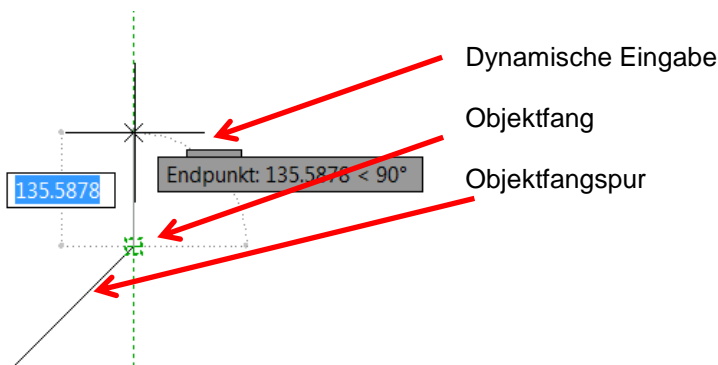 Dynamische Eingabe
Objektfang
Endpunkt: 135.5878 < 90°
Objektfangspur
135.5878